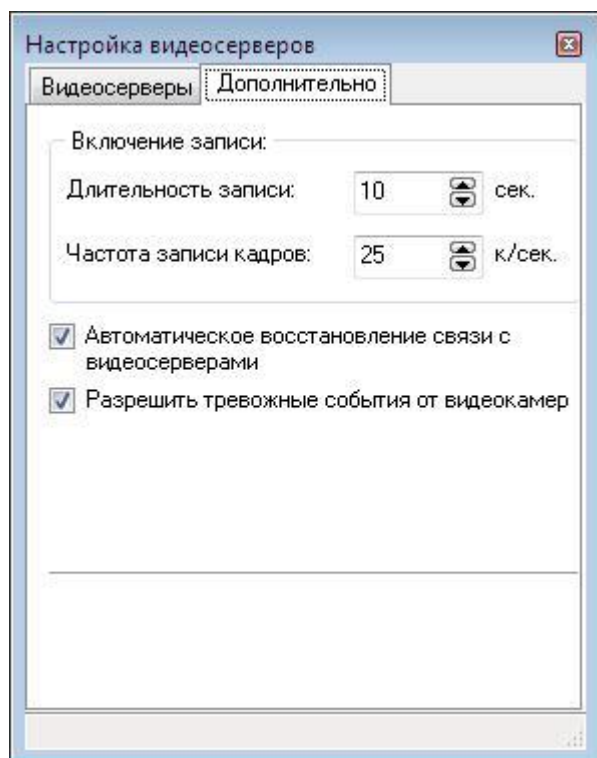 Настройка видеосерверов
Видеосерверы Дополнительно
Включение записи:
Длительность записи: 10 сек.
Частота записи кадров: 25 к/сек.
Автоматическое восстановление связи с
видеосерверами
Разрешить тревожные события от видеокамер